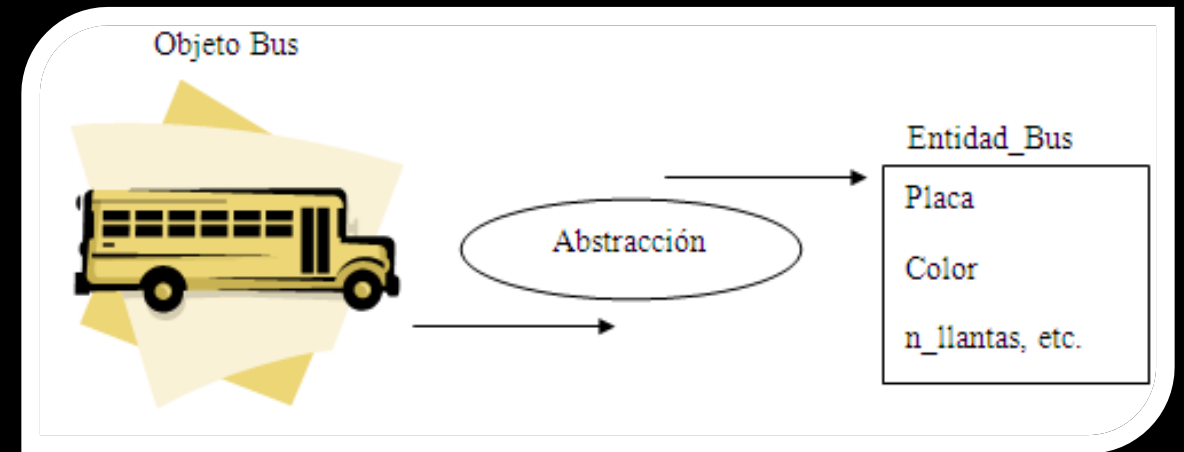 Objeto Bus
Entidad_Bus
Placa
Abstracción
Color
n_llantas, etc.